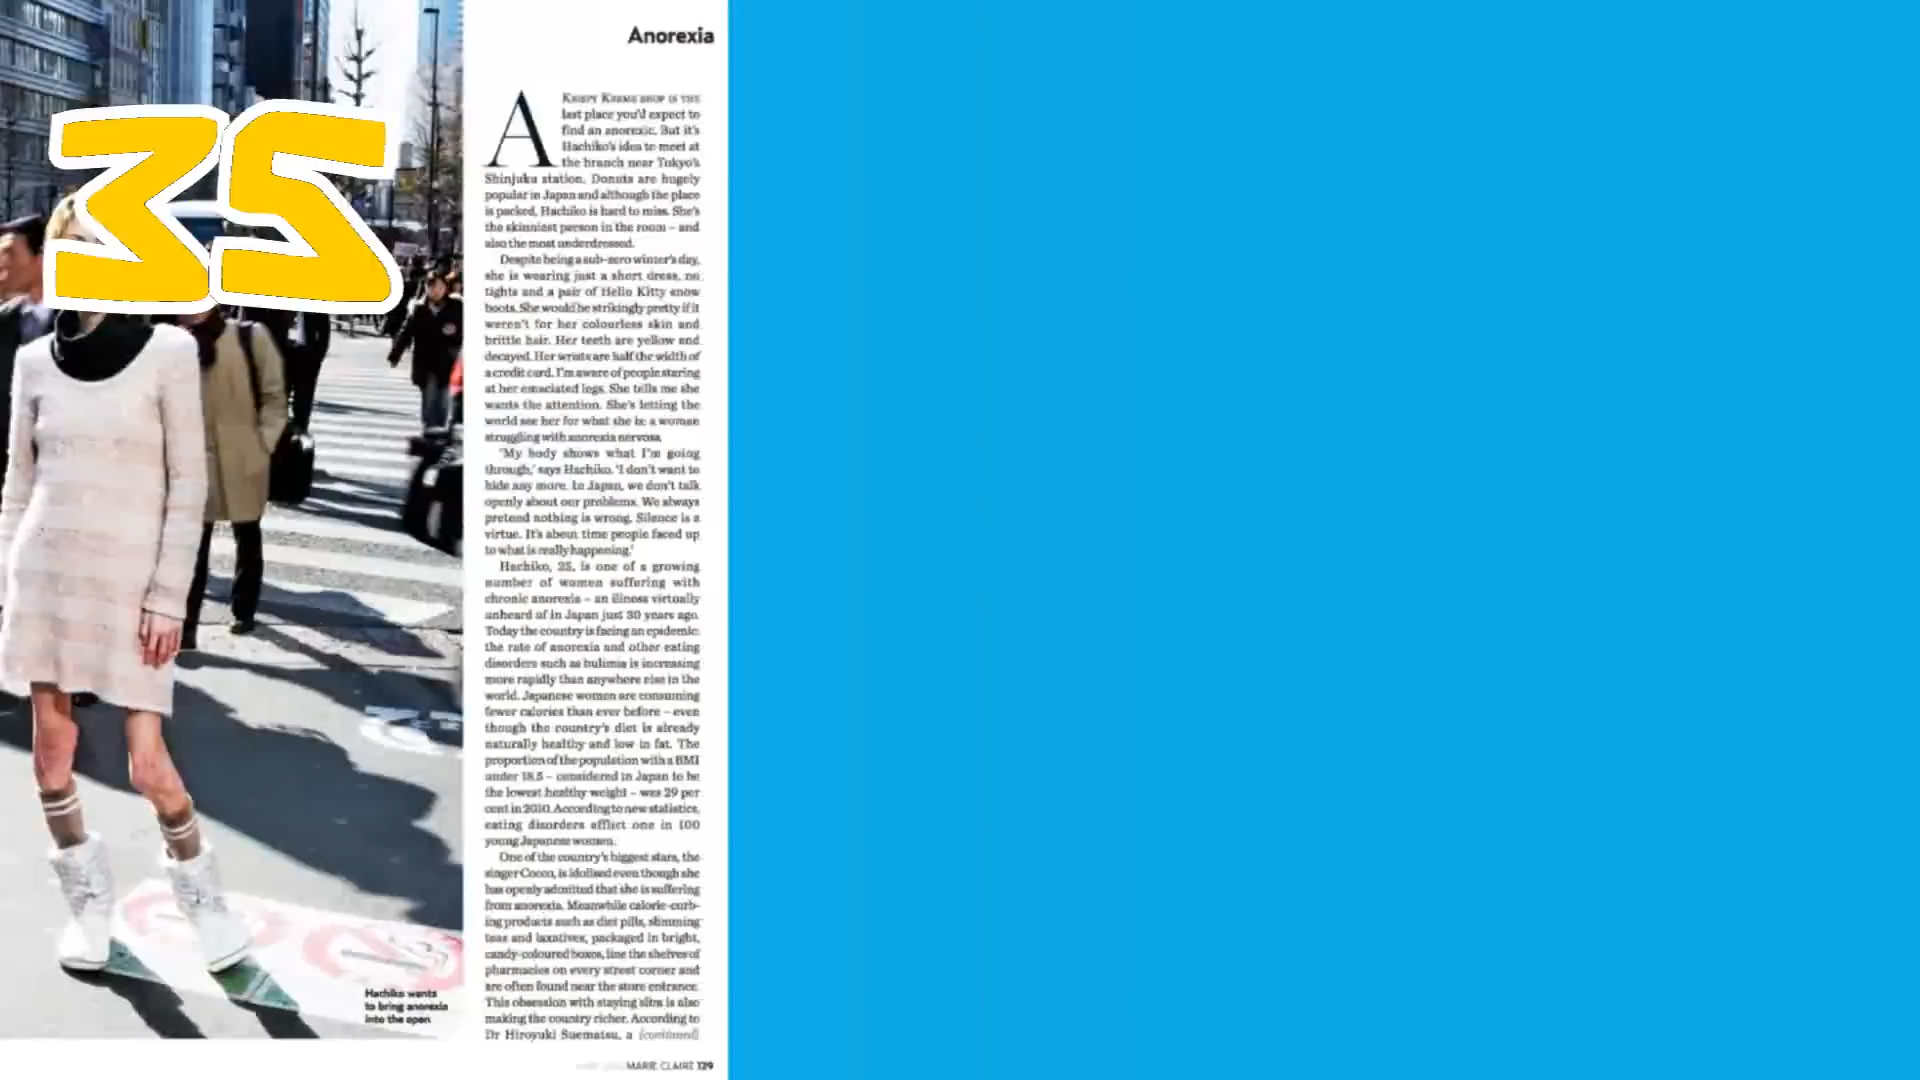 35
Anorexia
A KRISPY KREME SHOP IS THE
last place you'd expect to
find an anorexic. But it's
Hachiko's idea to meet at
the branch near Tokyo's
Shinjuku station. Donuts are hugely
popular in Japan and although the place
is packed, Hachiko is hard to miss. She's
the skinniest person in the room – and
also the most underdressed.
Despite being a sub-zero winter's day,
she is wearing just a short dress, no
tights and a pair of Hello Kitty snow
boots. She would be strikingly pretty if it
weren't for her colourless skin and
brittle hair. Her teeth are yellow and
decayed. Her wrists are half the width of
a credit card. I'm aware of people staring
at her emaciated legs. She tells me she
wants the attention. She's letting the
world see her for what she is: a woman
struggling with anorexia nervosa.
'My body shows what I'm going
through,' says Hachiko. 'I don't want to
hide any more. In Japan, we don't talk
openly about our problems. We always
pretend nothing is wrong. Silence is a
virtue. It's about time people faced up
to what is really happening.'
Hachiko, 25, is one of a growing
number of women suffering with
chronic anorexia – an illness virtually
unheard of in Japan just 30 years ago.
Today the country is facing an epidemic:
the rate of anorexia and other eating
disorders such as bulimia is increasing
more rapidly than anywhere else in the
world. Japanese women are consuming
fewer calories than ever before – even
though the country's diet is already
naturally healthy and low in fat. The
proportion of the population with a BMI
under 18.5 – considered in Japan to be
the lowest healthy weight – was 29 per
cent in 2010. According to new statistics,
eating disorders afflict one in 100
young Japanese women.
One of the country's biggest stars, the
singer Cocco, is idolised even though she
has openly admitted that she is suffering
from anorexia. Meanwhile calorie-curb-
ing products such as diet pills, slimming
teas and laxatives, packaged in bright,
candy-coloured boxes, line the shelves of
pharmacies on every street corner and
are often found near the store entrance.
This obsession with staying slim is also
making the country richer. According to
Dr Hiroyuki Suematsu, a (continued)
Hachiko wants
to bring anorexia
into the open
MARIE CLAIRE 129